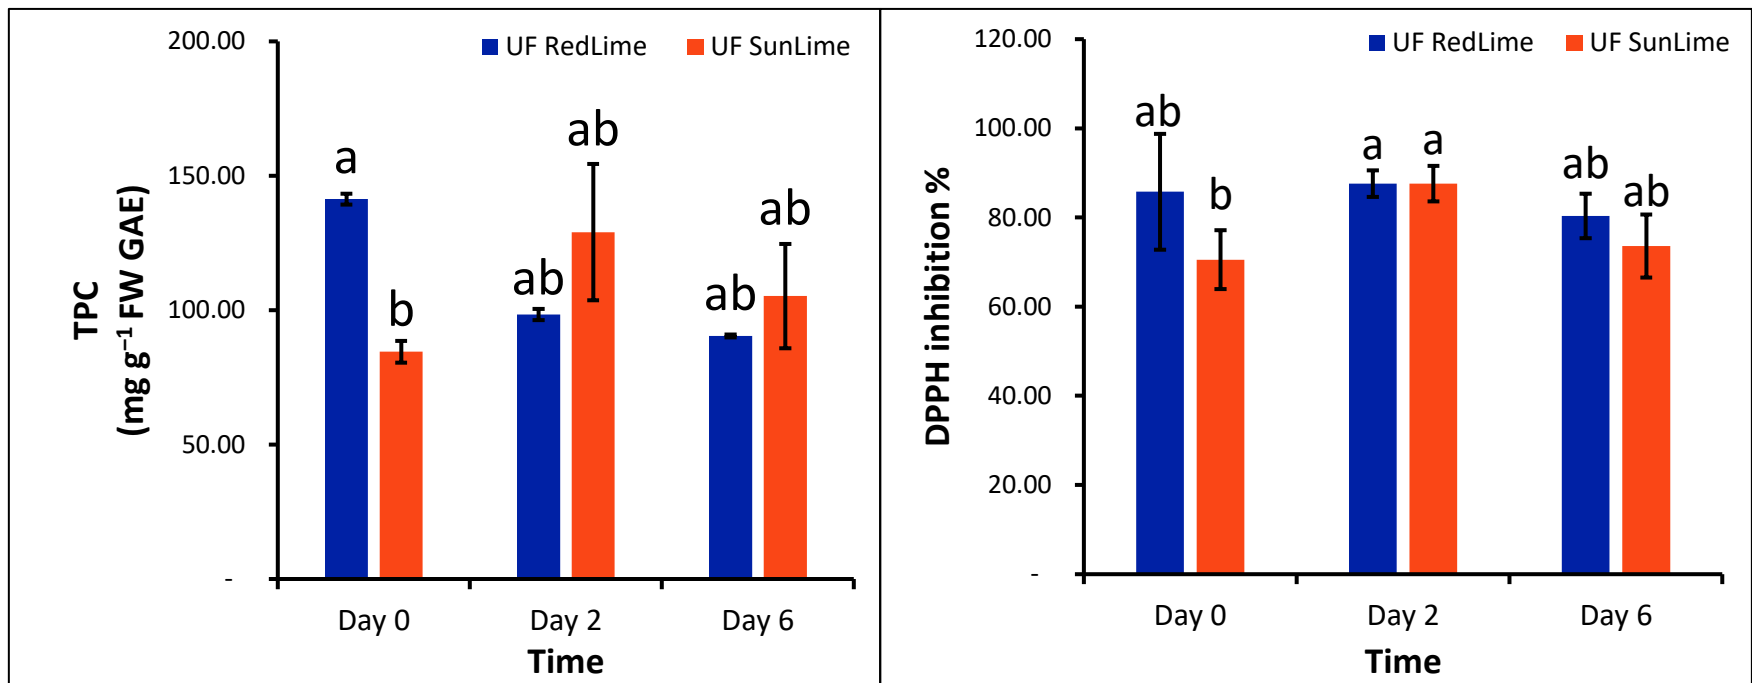 UF RedLime UF SunLime
200.00
150.00
100.00
50.00
-
TPC
(mg g⁻¹ FW GAE)
a
b
ab
ab
ab
ab
Day 0 Day 2 Day 6
Time
UF RedLime UF SunLime
120.00
100.00
80.00
60.00
40.00
20.00
-
DPPH inhibition %
ab
b
a
a
ab
ab
Day 0 Day 2 Day 6
Time